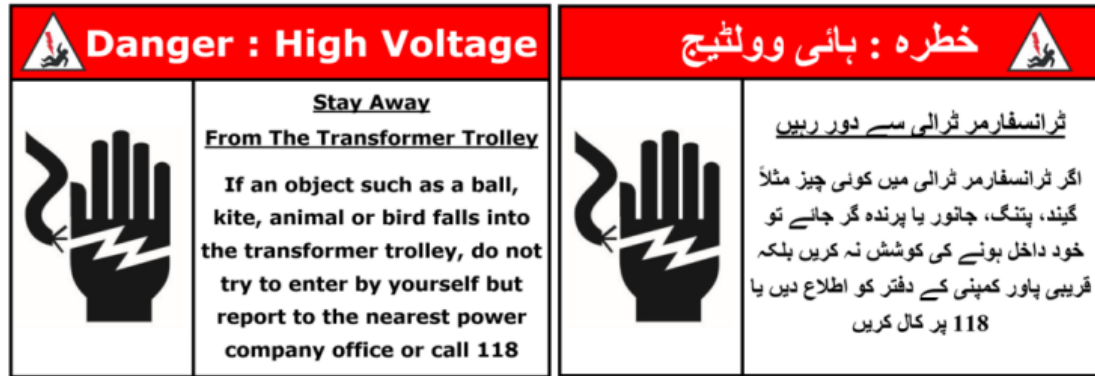 Danger : High Voltage
Stay Away
From The Transformer Trolley
If an object such as a ball,
kite, animal or bird falls into
the transformer trolley, do not
try to enter by yourself but
report to the nearest power
company office or call 118
خطرہ : ہائی وولٹیج
ٹرانسفارمر ٹرالی سے دور رہیں
اگر ٹرانسفارمر ٹرالی میں کوئی چیز مثلاً
گیند، پتنگ، جانور یا پرندہ گر جائے تو
خود داخل ہونے کی کوشش نہ کریں بلکہ
قریبی پاور کمپنی کے دفتر کو اطلاع دیں یا
118 پر کال کریں